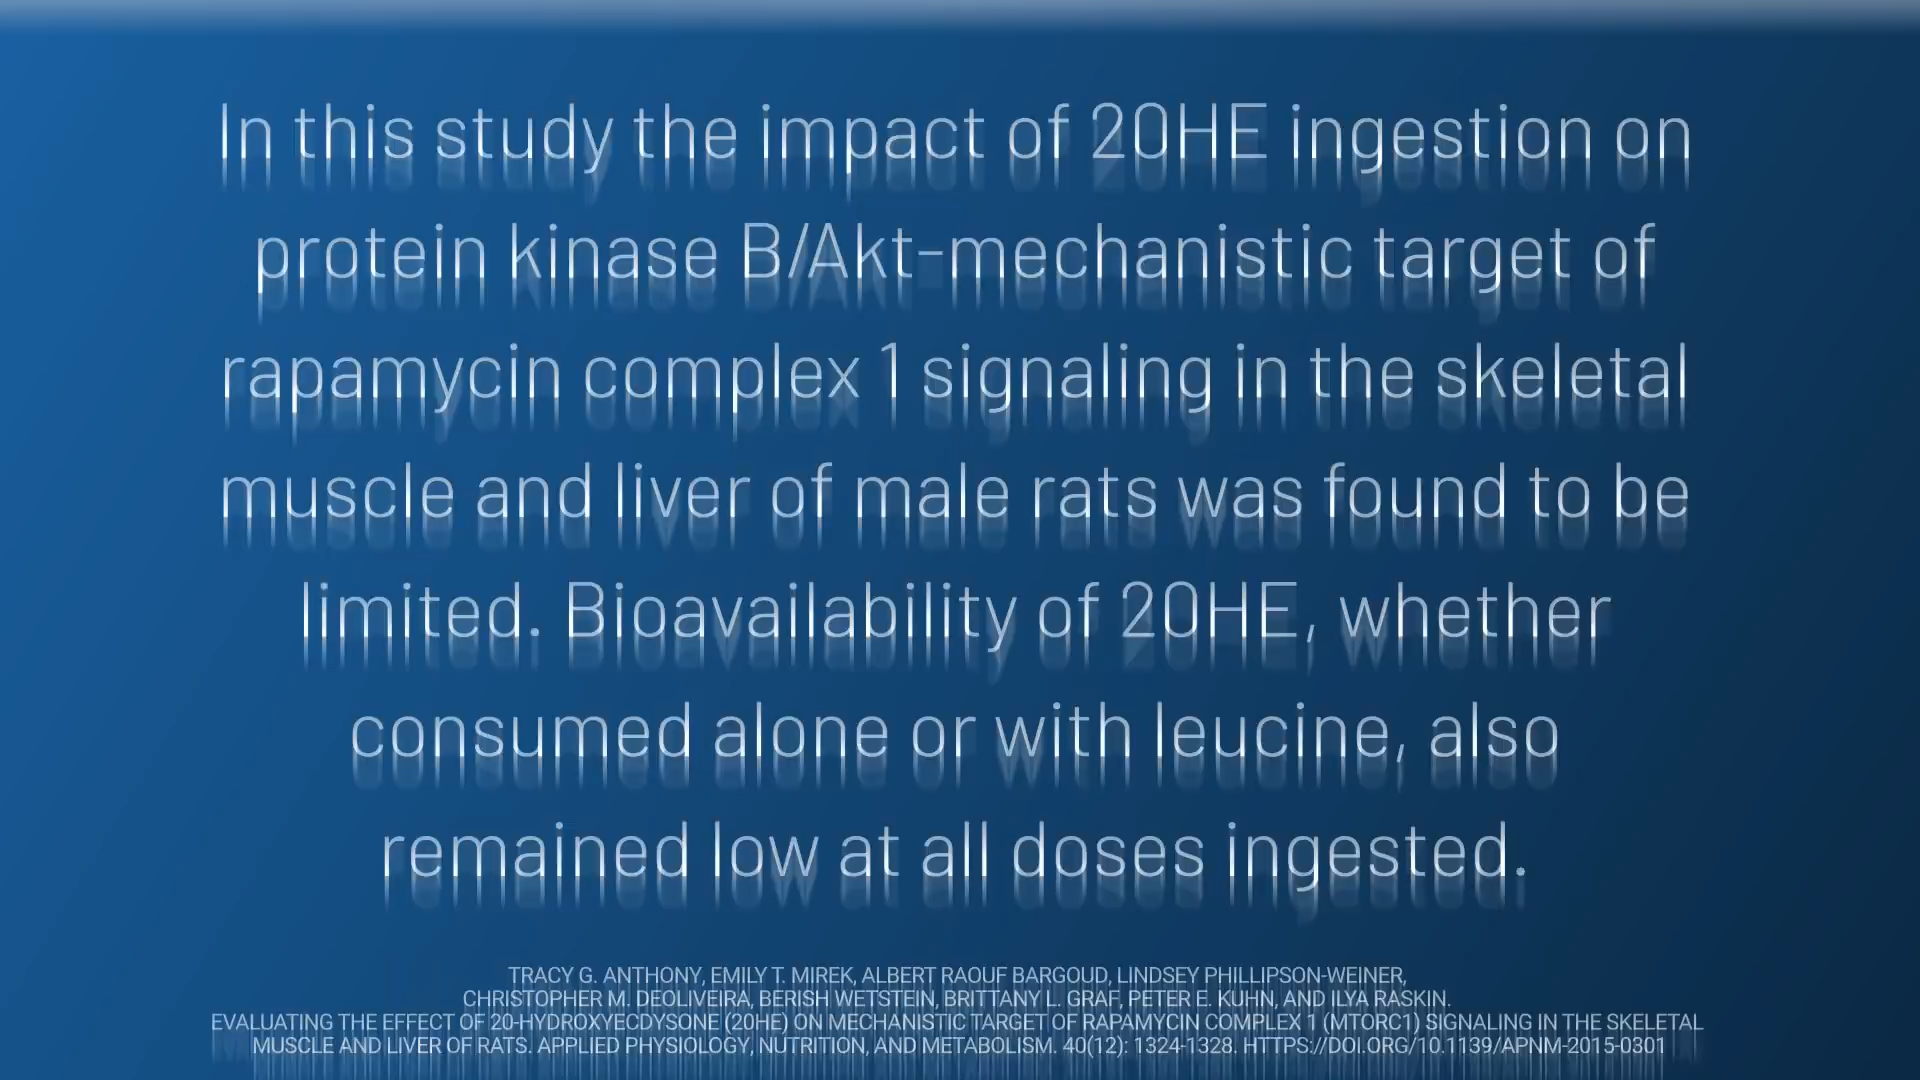 In this study the impact of 20HE ingestion on
protein kinase B/Akt-mechanistic target of
rapamycin complex 1 signaling in the skeletal
muscle and liver of male rats was found to be
limited. Bioavailability of 20HE, whether
consumed alone or with leucine, also
remained low at all doses ingested.
TRACY G. ANTHONY, EMILY T. MIREK, ALBERT RAOUF BARGOUD, LINDSEY PHILLIPSON-WEINER,
CHRISTOPHER M. DEOLIVEIRA, BERISH WETSTEIN, BRITTANY L. GRAF, PETER E. KUHN, AND ILYA RASKIN.
EVALUATING THE EFFECT OF 20-HYDROXYECDYSONE (20HE) ON MECHANISTIC TARGET OF RAPAMYCIN COMPLEX 1 (MTORC1) SIGNALING IN THE SKELETAL
MUSCLE AND LIVER OF RATS. APPLIED PHYSIOLOGY, NUTRITION, AND METABOLISM. 40(12): 1324-1328. HTTPS://DOI.ORG/10.1139/APNM-2015-0301